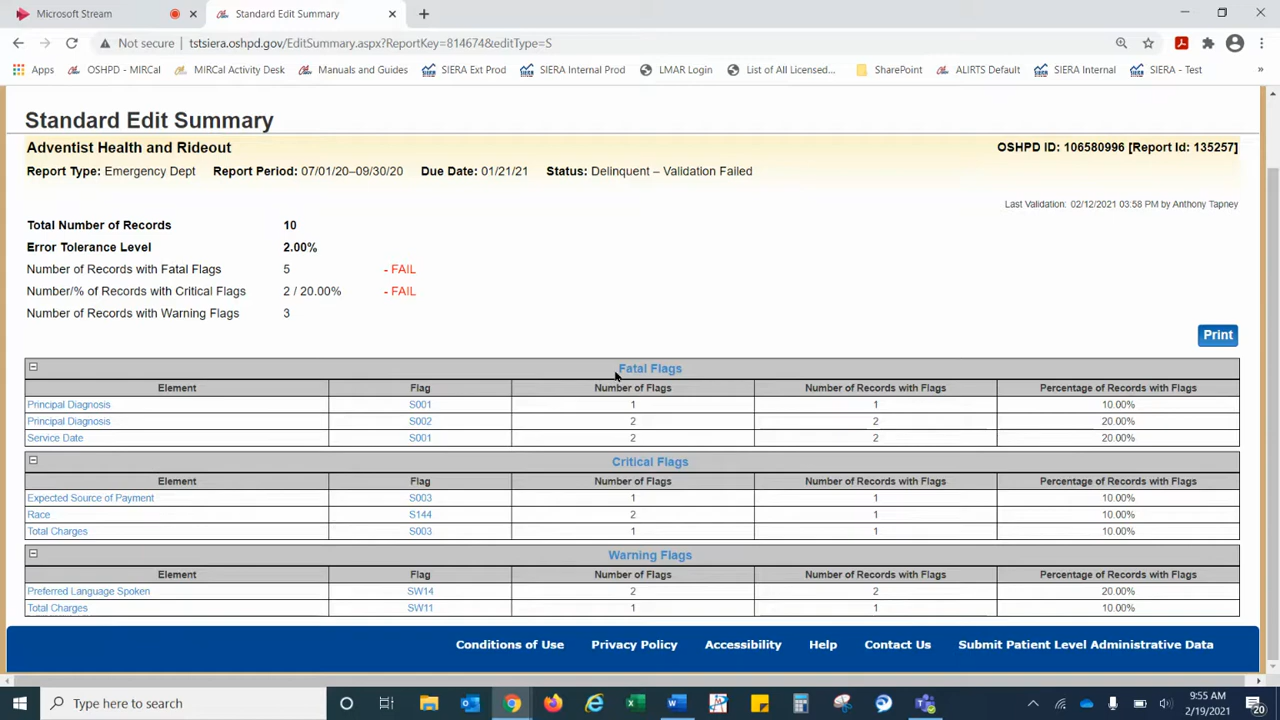 Microsoft Stream
Standard Edit Summary
Not secure
tstsiera.oshpd.gov/EditSummary.aspx?ReportKey=814674&editType=S
Apps OSHPD - MIRCal MIRCal Activity Desk Manuals and Guides SIERA Ext Prod SIERA Internal Prod LMAR Login List of All Licensed... SharePoint ALIRTS Default SIERA Internal SIERA - Test »
Standard Edit Summary
Adventist Health and Rideout OSHPD ID: 106580996 [Report Id: 135257]
Report Type: Emergency Dept Report Period: 07/01/20–09/30/20 Due Date: 01/21/21 Status: Delinquent – Validation Failed
Last Validation: 02/12/2021 03:58 PM by Anthony Tapney
Total Number of Records 10
Error Tolerance Level 2.00%
Number of Records with Fatal Flags 5 - FAIL
Number/% of Records with Critical Flags 2 / 20.00% - FAIL
Number of Records with Warning Flags 3
Print
Fatal Flags
Element Flag Number of Flags Number of Records with Flags Percentage of Records with Flags
Principal Diagnosis S001 1 1 10.00%
Principal Diagnosis S002 2 2 20.00%
Service Date S001 2 2 20.00%
Critical Flags
Element Flag Number of Flags Number of Records with Flags Percentage of Records with Flags
Expected Source of Payment S003 1 1 10.00%
Race S144 2 1 10.00%
Total Charges S003 1 1 10.00%
Warning Flags
Element Flag Number of Flags Number of Records with Flags Percentage of Records with Flags
Preferred Language Spoken SW14 2 2 20.00%
Total Charges SW11 1 1 10.00%
Conditions of Use Privacy Policy Accessibility Help Contact Us Submit Patient Level Administrative Data
Type here to search
9:55 AM
2/19/2021
20